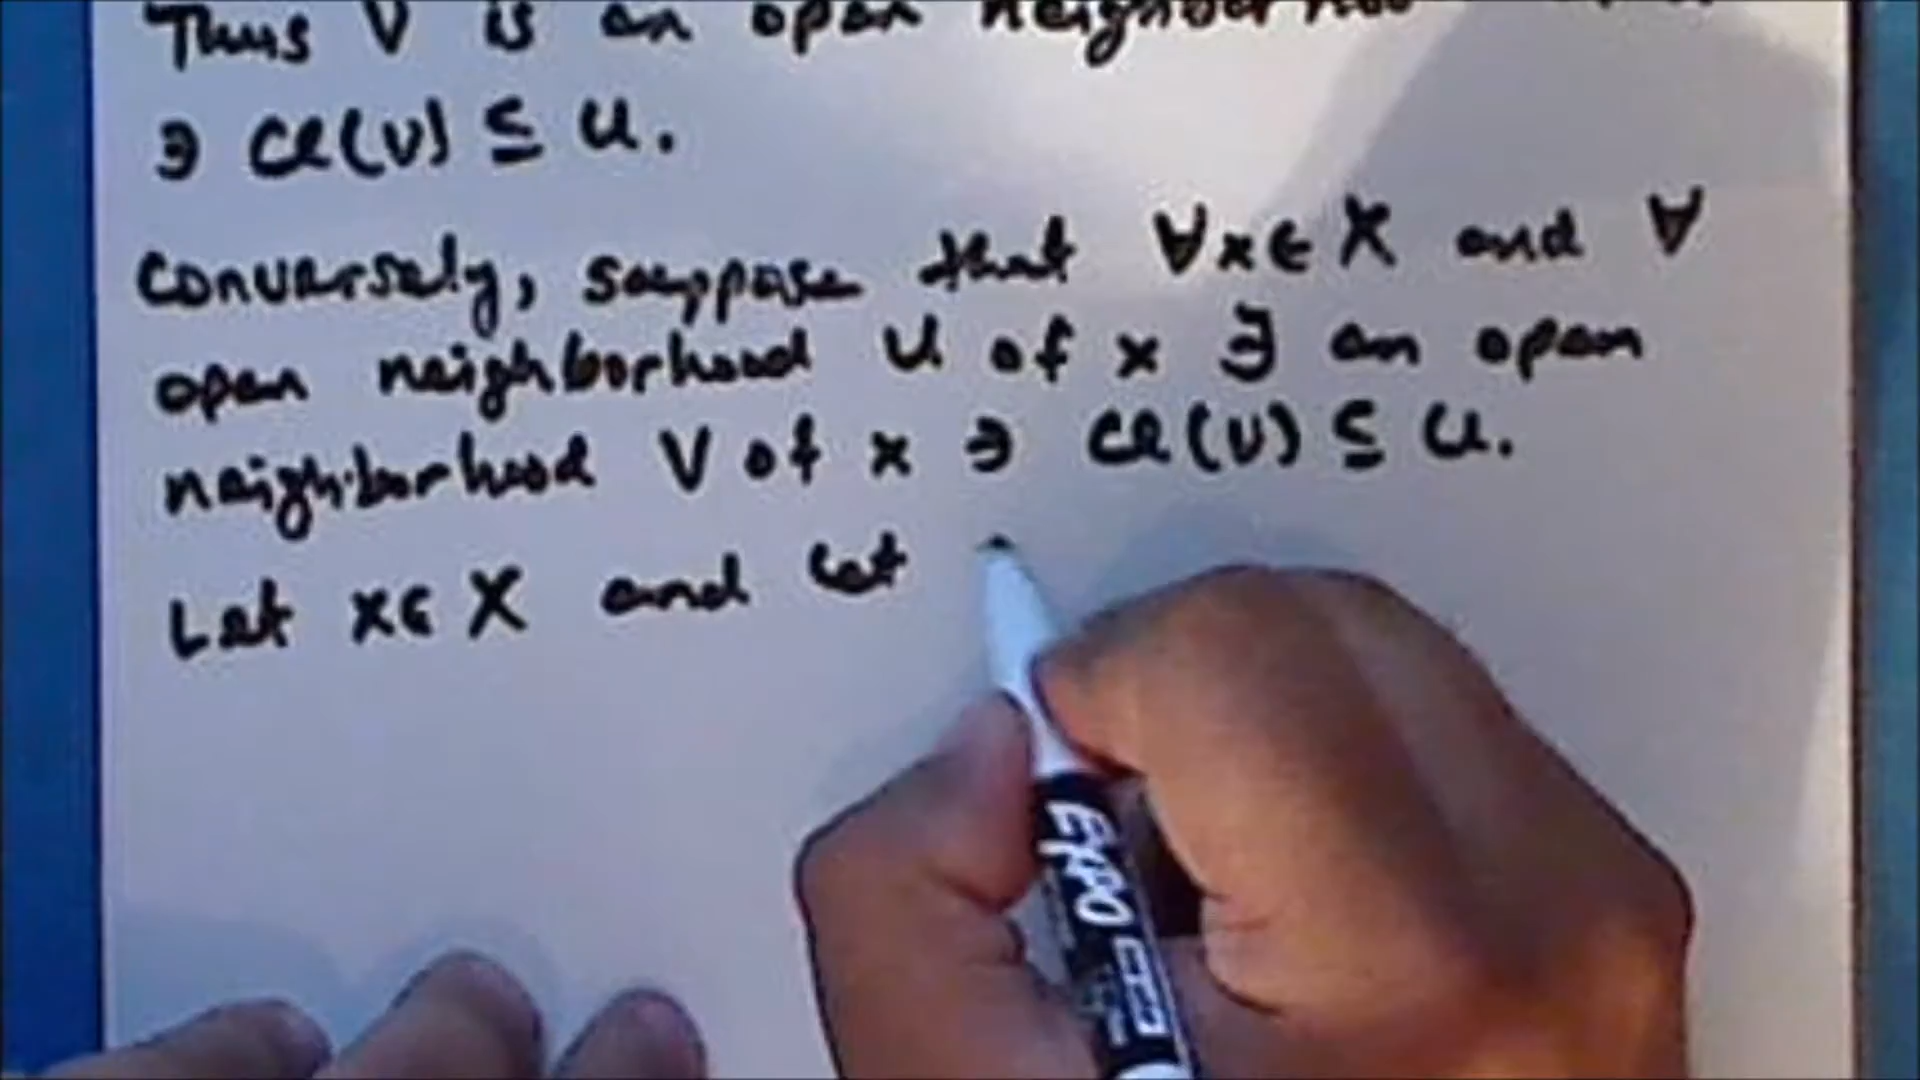 Thus V is an open
∋ Cl(V) ⊆ U.
Conversely, suppose that ∀x∈X and ∀
open neighborhood U of x ∃ an open
neighborhood V of x ∋ Cl(V) ⊆ U.
Let x∈X and let
EXPO